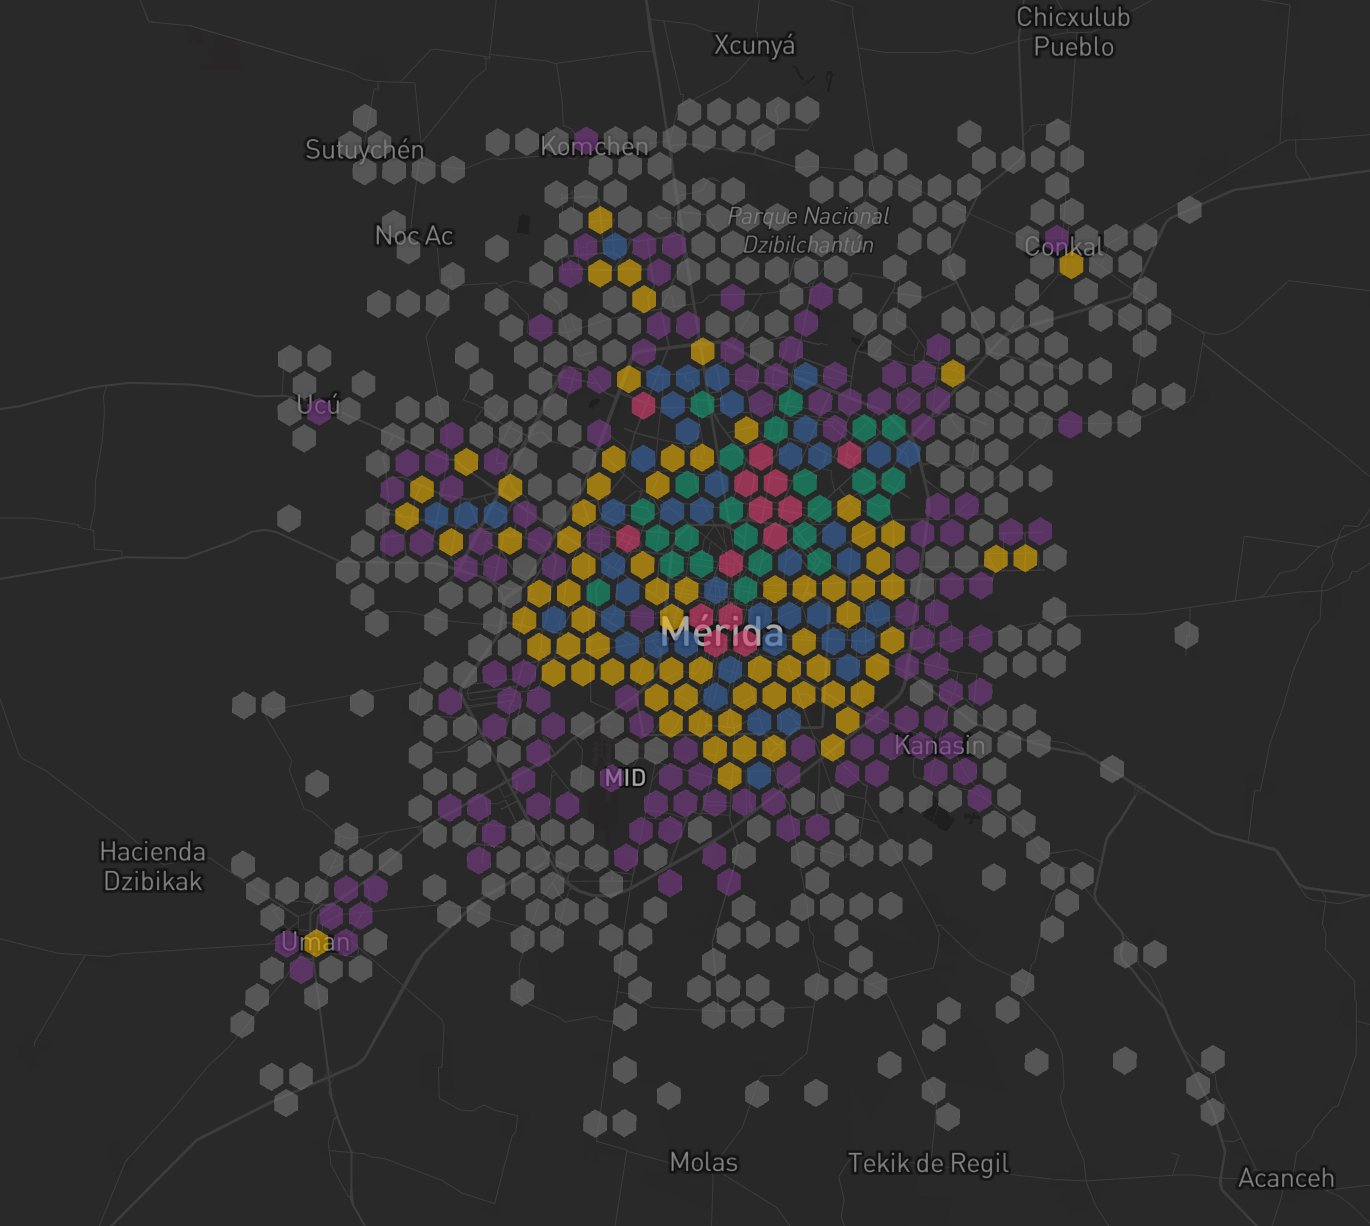 Chicxulub
Pueblo
Xcunyá
Sutuychén
Komchen
Parque Nacional
Dzibilchantún
Noc Ac
Conkal
Ucú
Mérida
Kanasín
MID
Hacienda
Dzibikak
Umán
Molas
Tekik de Regil
Acanceh